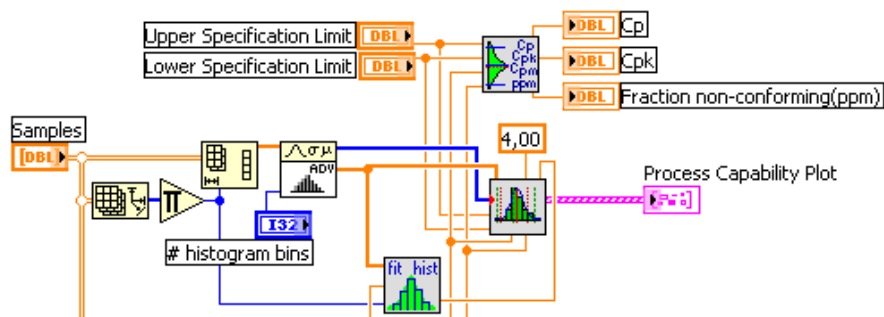 Upper Specification Limit
DBL
Lower Specification Limit
DBL
Cp
Cpk
Cpm
ppm
DBL
Cp
DBL
Cpk
DBL
Fraction non-conforming(ppm)
Samples
[DBL]
σ μ
ADV
4,00
Process Capability Plot
I32
# histogram bins
fit hist